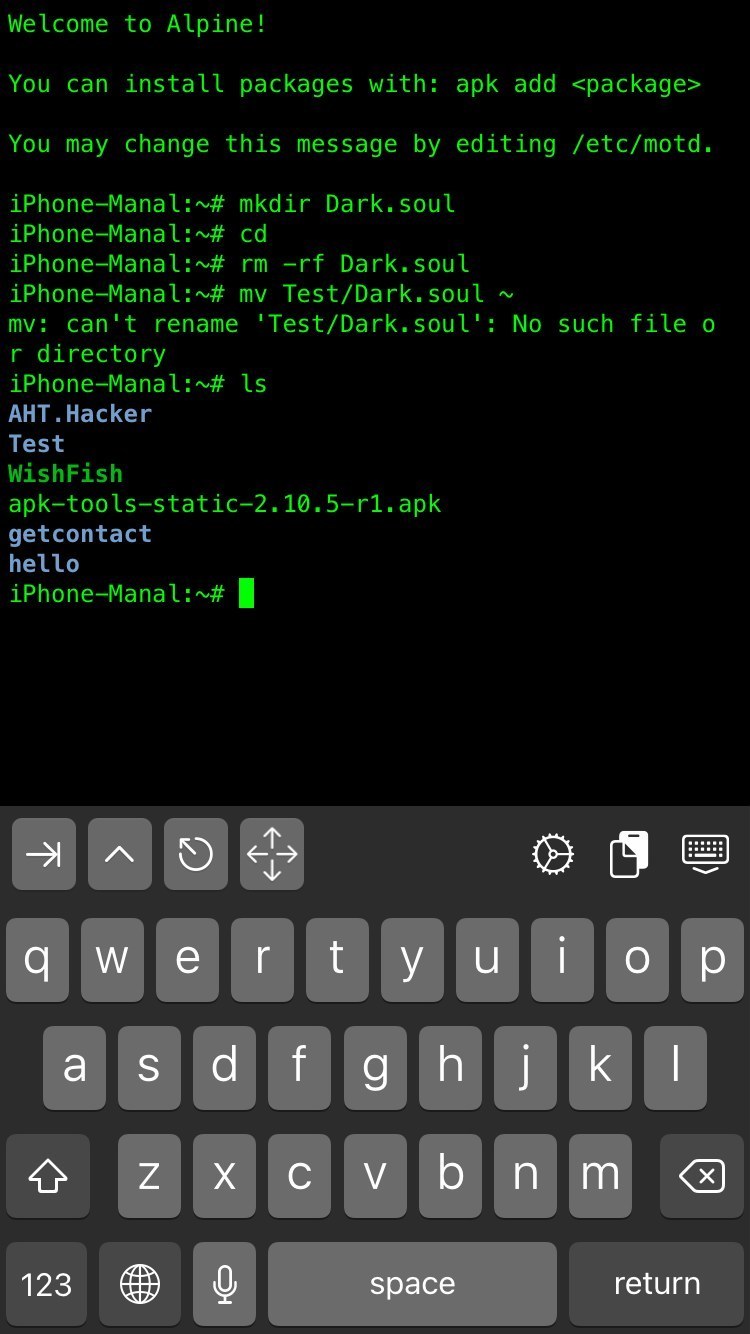 Welcome to Alpine!
You can install packages with: apk add <package>
You may change this message by editing /etc/motd.
iPhone-Manal:~# mkdir Dark.soul
iPhone-Manal:~# cd
iPhone-Manal:~# rm -rf Dark.soul
iPhone-Manal:~# mv Test/Dark.soul ~
mv: can't rename 'Test/Dark.soul': No such file o
r directory
iPhone-Manal:~# ls
AHT.Hacker
Test
WishFish
apk-tools-static-2.10.5-r1.apk
getcontact
hello
iPhone-Manal:~#
q w e r t y u i o p
a s d f g h j k l
z x c v b n m
123 space return